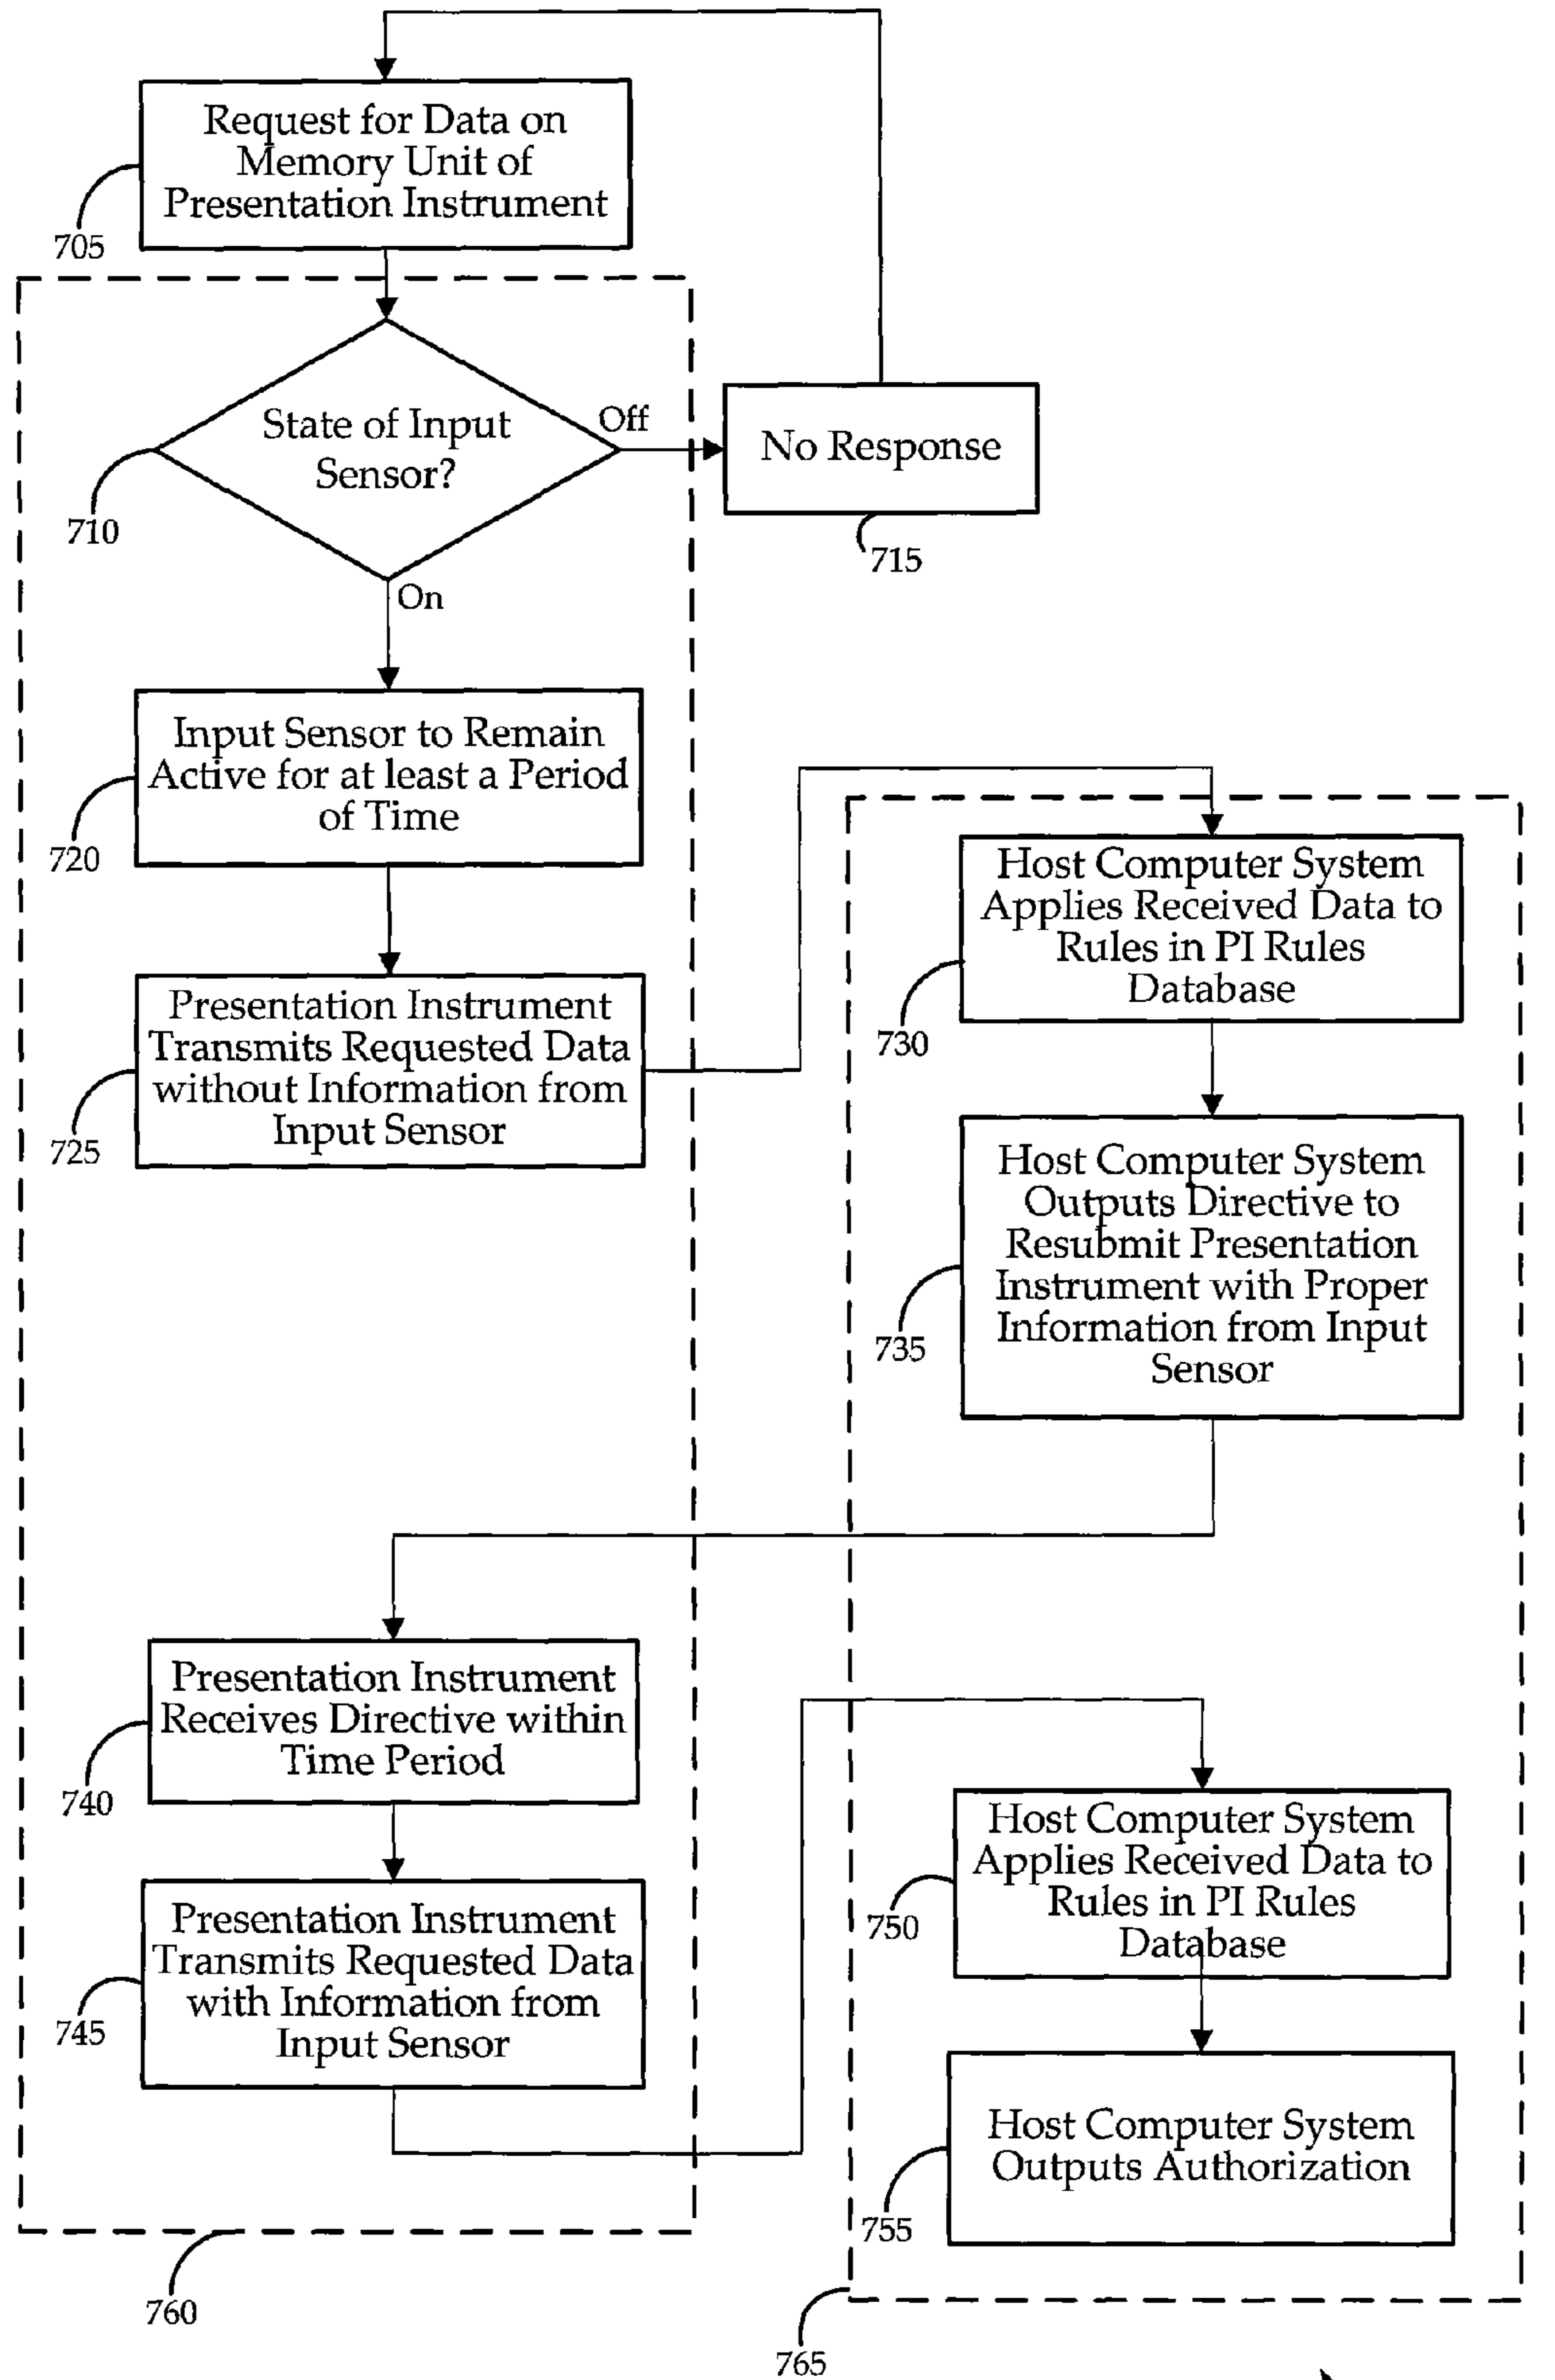 Request for Data on
Memory Unit of
Presentation Instrument
705
State of Input
Sensor?
Off
710
No Response
715
On
Input Sensor to Remain
Active for at least a Period
of Time
720
Presentation Instrument
Transmits Requested Data
without Information from
Input Sensor
725
Host Computer System
Applies Received Data to
Rules in PI Rules
Database
730
Host Computer System
Outputs Directive to
Resubmit Presentation
Instrument with Proper
Information from Input
Sensor
735
Presentation Instrument
Receives Directive within
Time Period
740
Presentation Instrument
Transmits Requested Data
with Information from
Input Sensor
745
Host Computer System
Applies Received Data to
Rules in PI Rules
Database
750
Host Computer System
Outputs Authorization
755
760
765